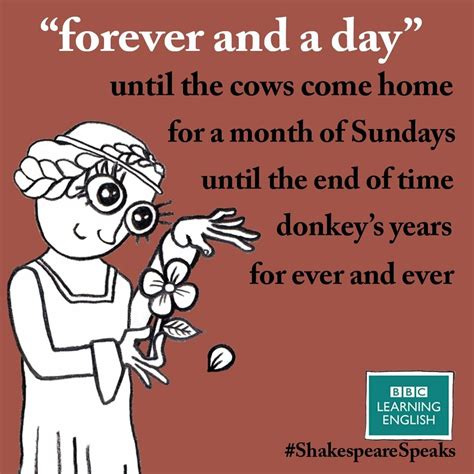 “forever and a day”
until the cows come home
for a month of Sundays
until the end of time
donkey’s years
for ever and ever
BBC
LEARNING
ENGLISH
#ShakespeareSpeaks